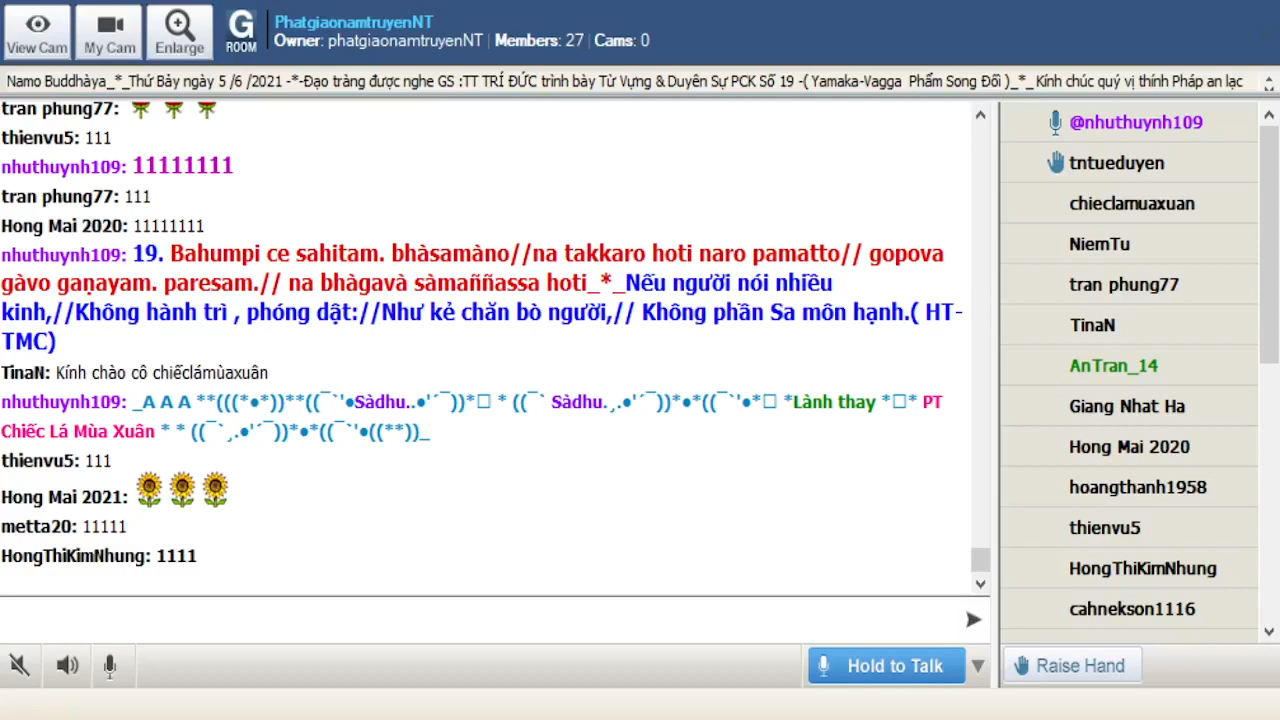 View Cam
My Cam
Enlarge
G
ROOM
PhatgiaonamtruyenNT
Owner: phatgiaonamtruyenNT | Members: 27 | Cams: 0
Namo Buddhàya_*_Thứ Bảy ngày 5 /6 /2021 -*-Đạo tràng được nghe GS :TT TRÍ ĐỨC trình bày Từ Vựng & Duyên Sự PCK Số 19 -( Yamaka-Vagga Phẩm Song Đối )_*_ Kính chúc quý vị thính Pháp an lạc
tran phung77:
thienvu5: 111
nhuthuynh109: 11111111
tran phung77: 111
Hong Mai 2020: 11111111
nhuthuynh109: 19. Bahumpi ce sahitam. bhàsamàno//na takkaro hoti naro pamatto// gopova
gàvo gaṇayam. paresam.// na bhàgavà sàmaññassa hoti_*_Nếu người nói nhiều
kinh,//Không hành trì , phóng dật://Như kẻ chăn bò người,// Không phần Sa môn hạnh.( HT-
TMC)
TinaN: Kính chào cô chiếclámùaxuân
nhuthuynh109: _A A A **(((*•*))**((¯`'•Sàdhu..•'´¯))*□ * ((¯` Sàdhu.¸.•'´¯))*•*((¯`'•*□ *Lành thay *□* PT
Chiếc Lá Mùa Xuân * * ((¯`¸.•'´¯))*•*((¯`'•((**))_
thienvu5: 111
Hong Mai 2021:
metta20: 11111
HongThiKimNhung: 1111
@nhuthuynh109
tntueduyen
chieclamuaxuan
NiemTu
tran phung77
TinaN
AnTran_14
Giang Nhat Ha
Hong Mai 2020
hoangthanh1958
thienvu5
HongThiKimNhung
cahnekson1116
Hold to Talk
Raise Hand